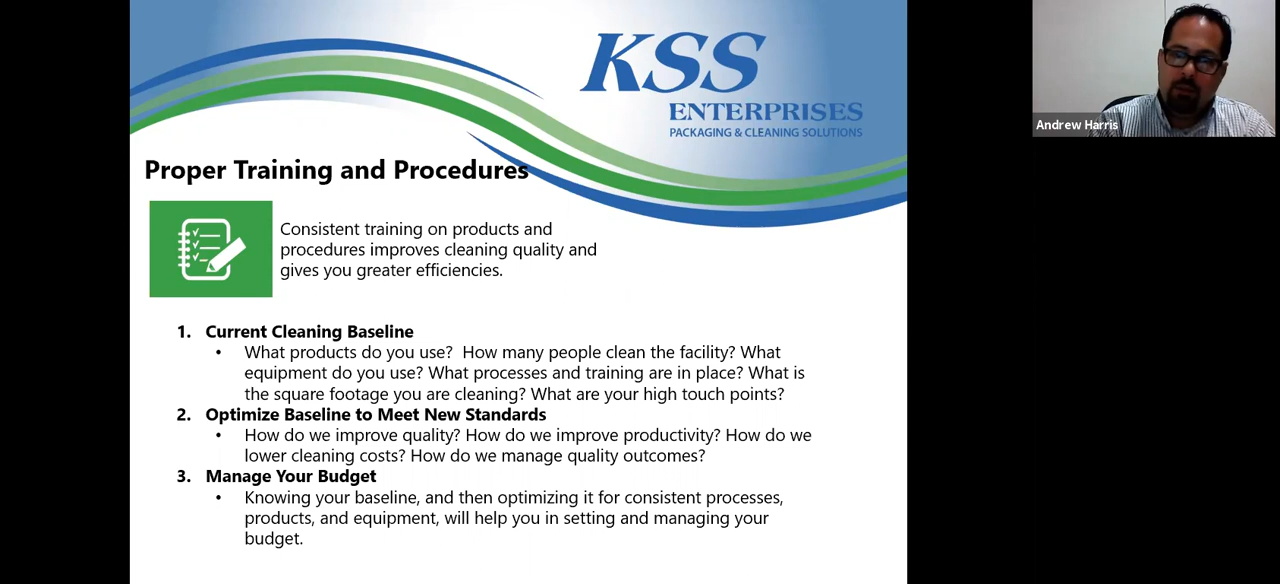 KSS
ENTERPRISES
PACKAGING & CLEANING SOLUTIONS
Andrew Harris
Proper Training and Procedures
Consistent training on products and
procedures improves cleaning quality and
gives you greater efficiencies.
1. Current Cleaning Baseline
• What products do you use?  How many people clean the facility? What
equipment do you use? What processes and training are in place? What is
the square footage you are cleaning? What are your high touch points?
2. Optimize Baseline to Meet New Standards
• How do we improve quality? How do we improve productivity? How do we
lower cleaning costs? How do we manage quality outcomes?
3. Manage Your Budget
• Knowing your baseline, and then optimizing it for consistent processes,
products, and equipment, will help you in setting and managing your
budget.